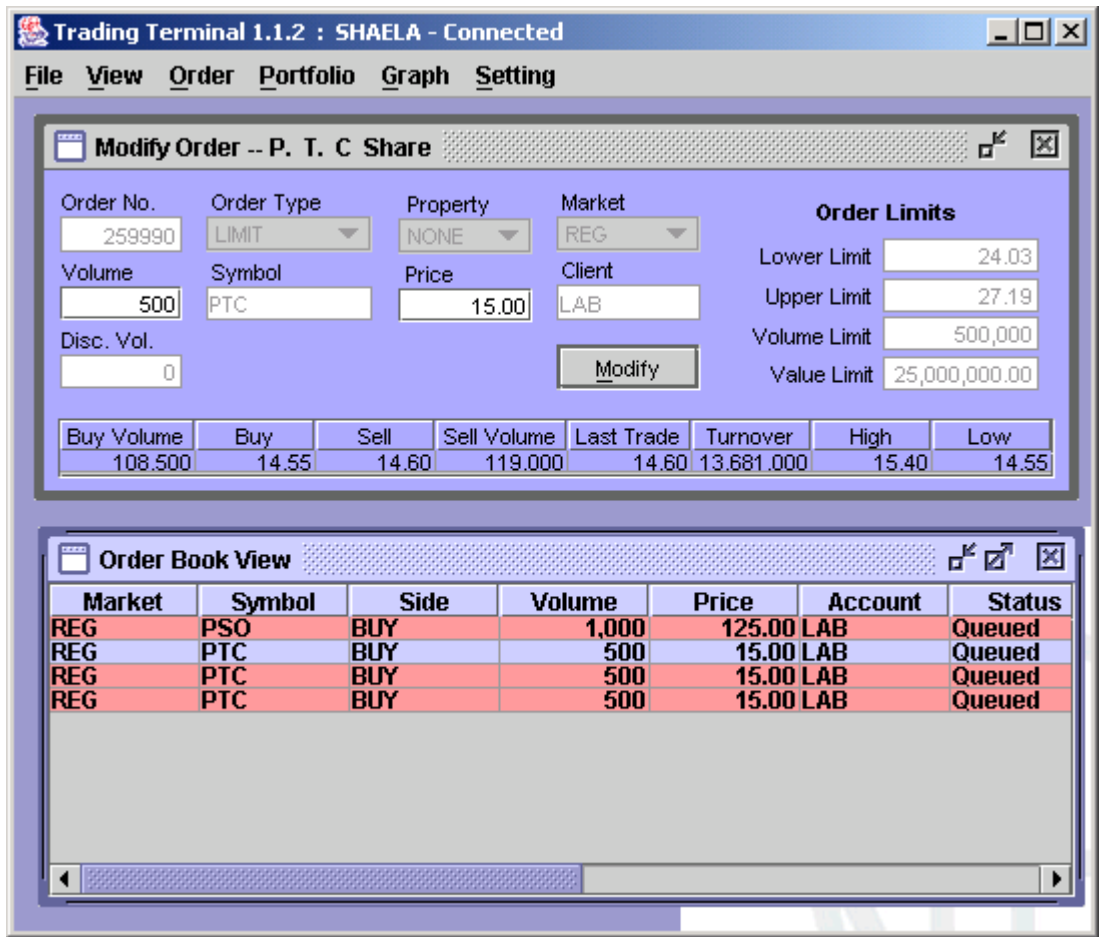 Trading Terminal 1.1.2 : SHAELA - Connected
File View Order Portfolio Graph Setting
Modify Order -- P. T. C Share
Order No. Order Type Property Market Order Limits
259990 LIMIT NONE REG Lower Limit 24.03
Volume Symbol Price Client Upper Limit 27.19
500 PTC 15.00 LAB
Disc. Vol. Volume Limit 500,000
0 Modify Value Limit 25,000,000.00
Buy Volume Buy Sell Sell Volume Last Trade Turnover High Low
108.500 14.55 14.60 119.000 14.60 13.681.000 15.40 14.55
Order Book View
Market Symbol Side Volume Price Account Status
REG PSO BUY 1,000 125.00 LAB Queued
REG PTC BUY 500 15.00 LAB Queued
REG PTC BUY 500 15.00 LAB Queued
REG PTC BUY 500 15.00 LAB Queued